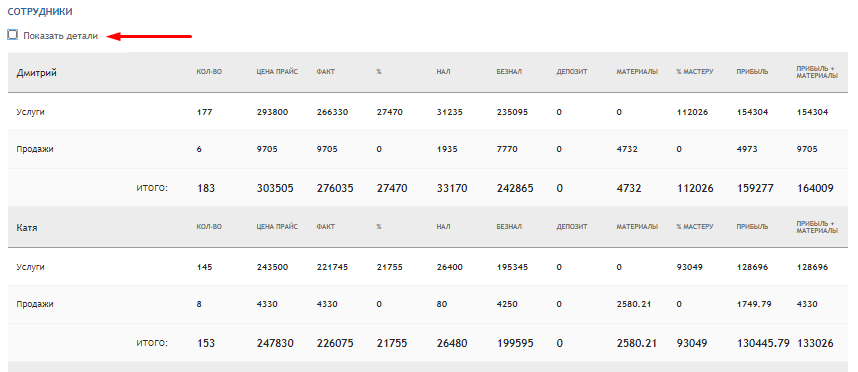 СОТРУДНИКИ
Показать детали
Дмитрий КОЛ-ВО ЦЕНА ПРАЙС ФАКТ % НАЛ БЕЗНАЛ ДЕПОЗИТ МАТЕРИАЛЫ % МАСТЕРУ ПРИБЫЛЬ ПРИБЫЛЬ + МАТЕРИАЛЫ
Услуги 177 293800 266330 27470 31235 235095 0 0 112026 154304 154304
Продажи 6 9705 9705 0 1935 7770 0 4732 0 4973 9705
ИТОГО: 183 303505 276035 27470 33170 242865 0 4732 112026 159277 164009
Катя КОЛ-ВО ЦЕНА ПРАЙС ФАКТ % НАЛ БЕЗНАЛ ДЕПОЗИТ МАТЕРИАЛЫ % МАСТЕРУ ПРИБЫЛЬ ПРИБЫЛЬ + МАТЕРИАЛЫ
Услуги 145 243500 221745 21755 26400 195345 0 0 93049 128696 128696
Продажи 8 4330 4330 0 80 4250 0 2580.21 0 1749.79 4330
ИТОГО: 153 247830 226075 21755 26480 199595 0 2580.21 93049 130445.79 133026